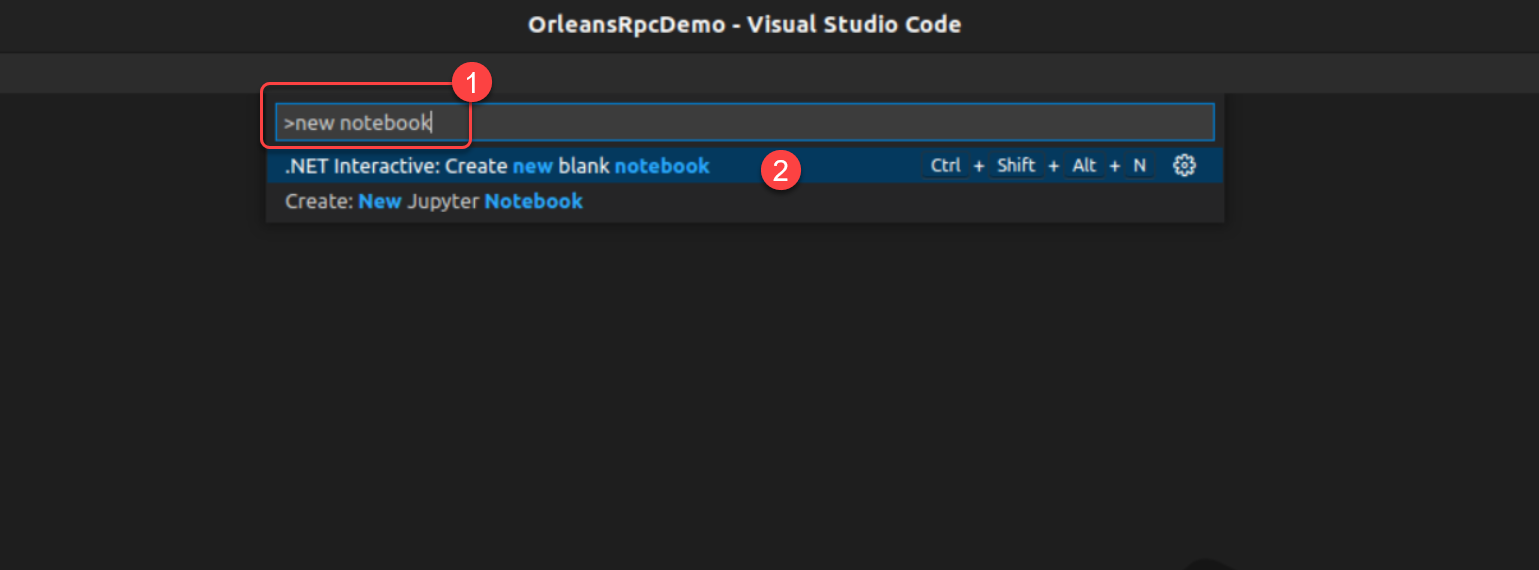 OrleansRpcDemo - Visual Studio Code
1
>new notebook
.NET Interactive: Create new blank notebook 2 Ctrl + Shift + Alt + N
Create: New Jupyter Notebook